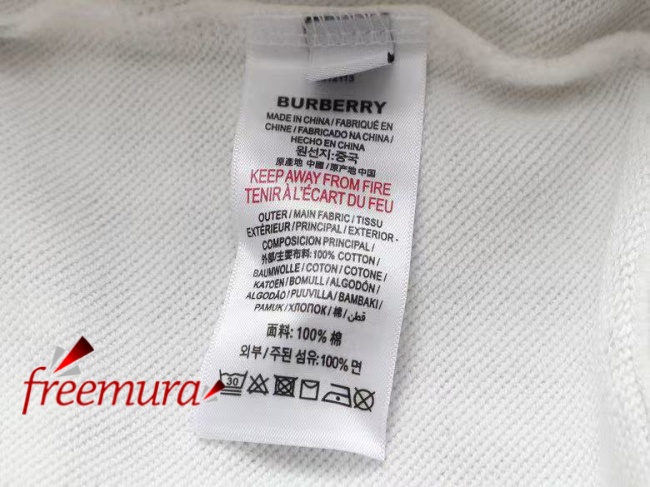 BURBERRY
MADE IN CHINA / FABRIQUÉ EN
CHINE / FABRICADO NA CHINA /
HECHO EN CHINA
원선지:중국
原產地 中國 / 原产地 中国
KEEP AWAY FROM FIRE
TENIR À L'ÉCART DU FEU
OUTER / MAIN FABRIC / TISSU
EXTÉRIEUR / PRINCIPAL / EXTERIOR -
COMPOSICIÓN PRINCIPAL /
外部/主要布料:100% COTTON /
BAUMWOLLE / COTON / COTONE /
KATOEN / BOMULL / ALGODÓN /
ALGODÃO / PUUVILLA / BAMBAKI /
PAMUK / ХЛОПОК / 棉 / قطن
面料: 100% 棉
외부 / 주된 섬유: 100% 면
30
freemura